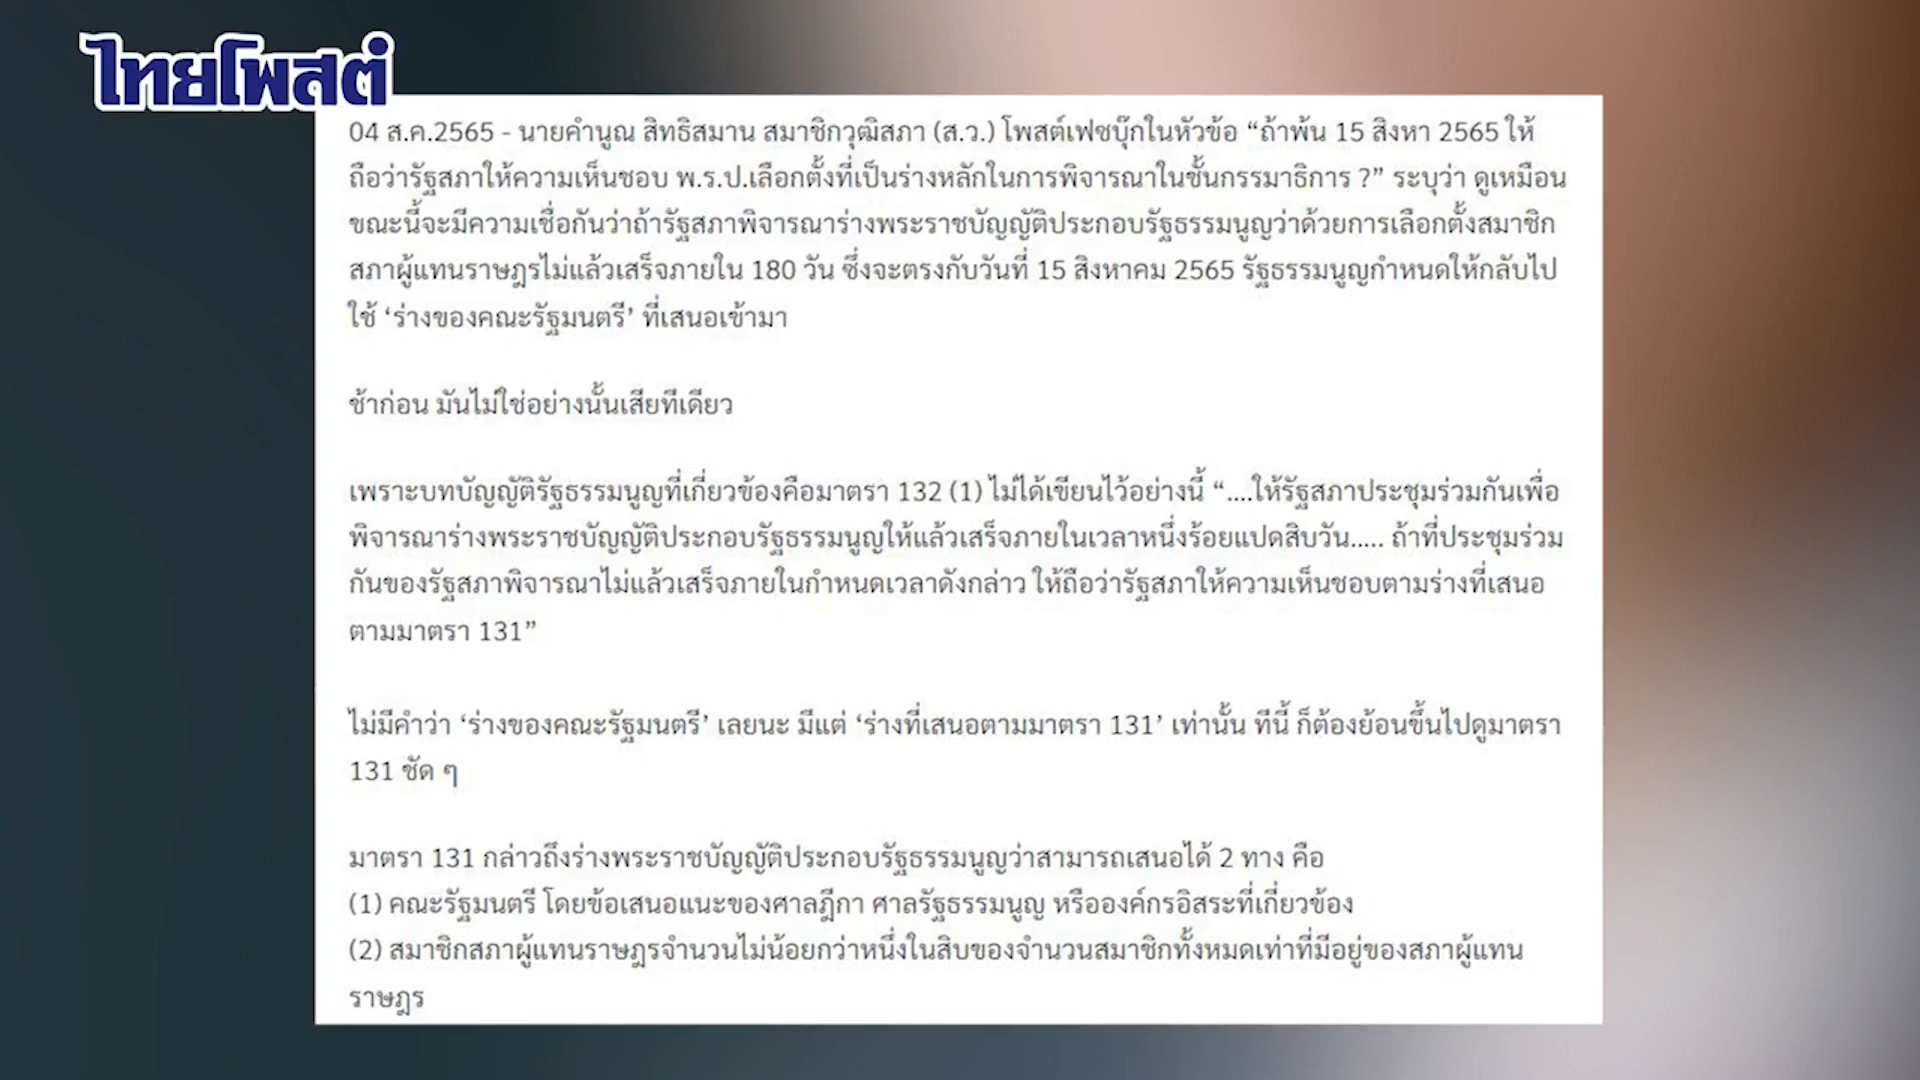 ไทยโพสต์
04 ส.ค.2565 - นายคำนูณ สิทธิสมาน สมาชิกวุฒิสภา (ส.ว.) โพสต์เฟซบุ๊กในหัวข้อ “ถ้าพ้น 15 สิงหา 2565 ให้
ถือว่ารัฐสภาให้ความเห็นชอบ พ.ร.ป.เลือกตั้งที่เป็นร่างหลักในการพิจารณาในชั้นกรรมาธิการ ?” ระบุว่า ดูเหมือน
ขณะนี้จะมีความเชื่อกันว่าถ้ารัฐสภาพิจารณาร่างพระราชบัญญัติประกอบรัฐธรรมนูญว่าด้วยการเลือกตั้งสมาชิก
สภาผู้แทนราษฎรไม่แล้วเสร็จภายใน 180 วัน ซึ่งจะตรงกับวันที่ 15 สิงหาคม 2565 รัฐธรรมนูญกำหนดให้กลับไป
ใช้ ‘ร่างของคณะรัฐมนตรี’ ที่เสนอเข้ามา
ช้าก่อน มันไม่ใช่อย่างนั้นเสียทีเดียว
เพราะบทบัญญัติรัฐธรรมนูญที่เกี่ยวข้องคือมาตรา 132 (1) ไม่ได้เขียนไว้อย่างนี้ “....ให้รัฐสภาประชุมร่วมกันเพื่อ
พิจารณาร่างพระราชบัญญัติประกอบรัฐธรรมนูญให้แล้วเสร็จภายในเวลาหนึ่งร้อยแปดสิบวัน..... ถ้าที่ประชุมร่วม
กันของรัฐสภาพิจารณาไม่แล้วเสร็จภายในกำหนดเวลาดังกล่าว ให้ถือว่ารัฐสภาให้ความเห็นชอบตามร่างที่เสนอ
ตามมาตรา 131”
ไม่มีคำว่า ‘ร่างของคณะรัฐมนตรี’ เลยนะ มีแต่ ‘ร่างที่เสนอตามมาตรา 131’ เท่านั้น ทีนี้ ก็ต้องย้อนขึ้นไปดูมาตรา
131 ชัด ๆ
มาตรา 131 กล่าวถึงร่างพระราชบัญญัติประกอบรัฐธรรมนูญว่าสามารถเสนอได้ 2 ทาง คือ
(1) คณะรัฐมนตรี โดยข้อเสนอแนะของศาลฎีกา ศาลรัฐธรรมนูญ หรือองค์กรอิสระที่เกี่ยวข้อง
(2) สมาชิกสภาผู้แทนราษฎรจำนวนไม่น้อยกว่าหนึ่งในสิบของจำนวนสมาชิกทั้งหมดเท่าที่มีอยู่ของสภาผู้แทน
ราษฎร